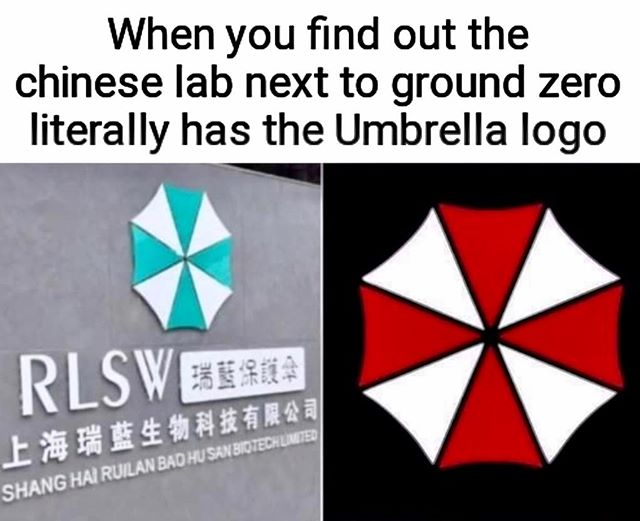 When you find out the
chinese lab next to ground zero
literally has the Umbrella logo
RLSW 瑞藍保護傘
上海瑞藍生物科技有限公司
SHANG HAI RUILAN BAO HU SAN BIOTECH LIMITED